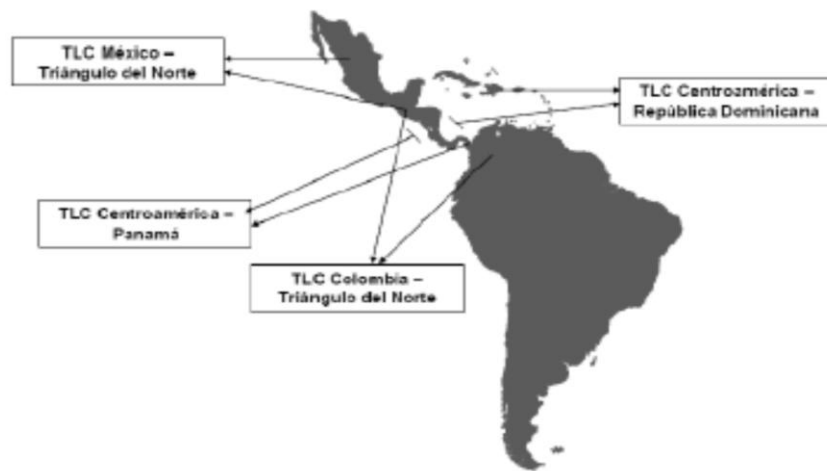 TLC México –
Triángulo del Norte
TLC Centroamérica –
República Dominicana
TLC Centroamérica –
Panamá
TLC Colombia –
Triángulo del Norte